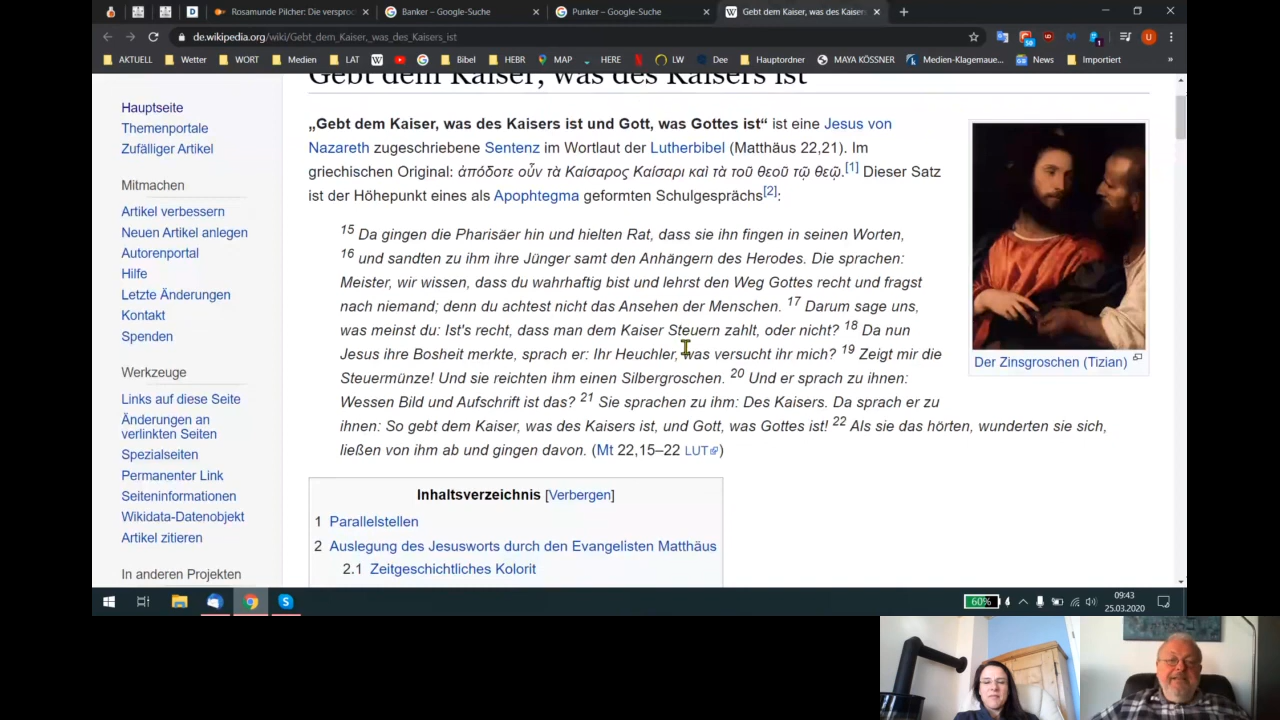 Rosamunde Pilcher: Die verspro
Banker – Google-Suche
Punker – Google-Suche
Gebt dem Kaiser, was des Kaisers
de.wikipedia.org/wiki/Gebt_dem_Kaiser,_was_des_Kaisers_ist
AKTUELL
Wetter
WORT
Medien
LAT
Bibel
HEBR
MAP
HERE
LW
Dee
Hauptordner
MAYA KÖSSNER
Medien-Klagemaue...
News
Importiert
»
Gebt dem Kaiser, was des Kaisers ist
Hauptseite
Themenportale
Zufälliger Artikel
Mitmachen
Artikel verbessern
Neuen Artikel anlegen
Autorenportal
Hilfe
Letzte Änderungen
Kontakt
Spenden
Werkzeuge
Links auf diese Seite
Änderungen an
verlinkten Seiten
Spezialseiten
Permanenter Link
Seiteninformationen
Wikidata-Datenobjekt
Artikel zitieren
In anderen Projekten
„Gebt dem Kaiser, was des Kaisers ist und Gott, was Gottes ist“ ist eine Jesus von
Nazareth zugeschriebene Sentenz im Wortlaut der Lutherbibel (Matthäus 22,21). Im
griechischen Original: ἀπόδοτε οὖν τὰ Καίσαρος Καίσαρι καὶ τὰ τοῦ θεοῦ τῷ θεῷ.[1] Dieser Satz
ist der Höhepunkt eines als Apophtegma geformten Schulgesprächs[2]:
15 Da gingen die Pharisäer hin und hielten Rat, dass sie ihn fingen in seinen Worten,
16 und sandten zu ihm ihre Jünger samt den Anhängern des Herodes. Die sprachen:
Meister, wir wissen, dass du wahrhaftig bist und lehrst den Weg Gottes recht und fragst
nach niemand; denn du achtest nicht das Ansehen der Menschen. 17 Darum sage uns,
was meinst du: Ist's recht, dass man dem Kaiser Steuern zahlt, oder nicht? 18 Da nun
Jesus ihre Bosheit merkte, sprach er: Ihr Heuchler, was versucht ihr mich? 19 Zeigt mir die
Steuermünze! Und sie reichten ihm einen Silbergroschen. 20 Und er sprach zu ihnen:
Wessen Bild und Aufschrift ist das? 21 Sie sprachen zu ihm: Des Kaisers. Da sprach er zu
ihnen: So gebt dem Kaiser, was des Kaisers ist, und Gott, was Gottes ist! 22 Als sie das hörten, wunderten sie sich,
ließen von ihm ab und gingen davon. (Mt 22,15–22 LUT)
Der Zinsgroschen (Tizian)
Inhaltsverzeichnis [Verbergen]
1 Parallelstellen
2 Auslegung des Jesusworts durch den Evangelisten Matthäus
2.1 Zeitgeschichtliches Kolorit
60%
09:43
25.03.2020